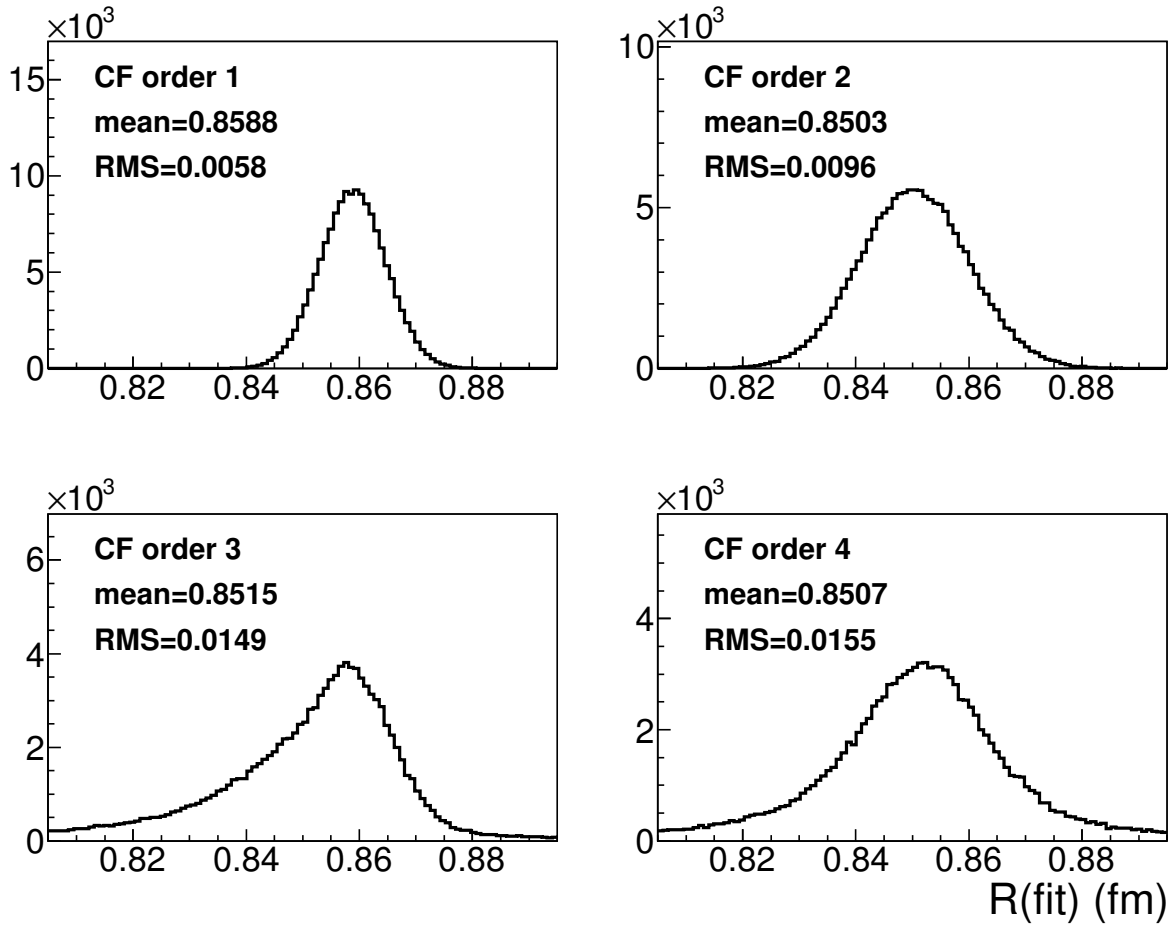 ×10³
15
10
5
0
CF order 1
mean=0.8588
RMS=0.0058
0.82 0.84 0.86 0.88
×10³
10
5
0
CF order 2
mean=0.8503
RMS=0.0096
0.82 0.84 0.86 0.88
×10³
6
4
2
0
CF order 3
mean=0.8515
RMS=0.0149
0.82 0.84 0.86 0.88
×10³
4
2
0
CF order 4
mean=0.8507
RMS=0.0155
0.82 0.84 0.86 0.88
R(fit) (fm)